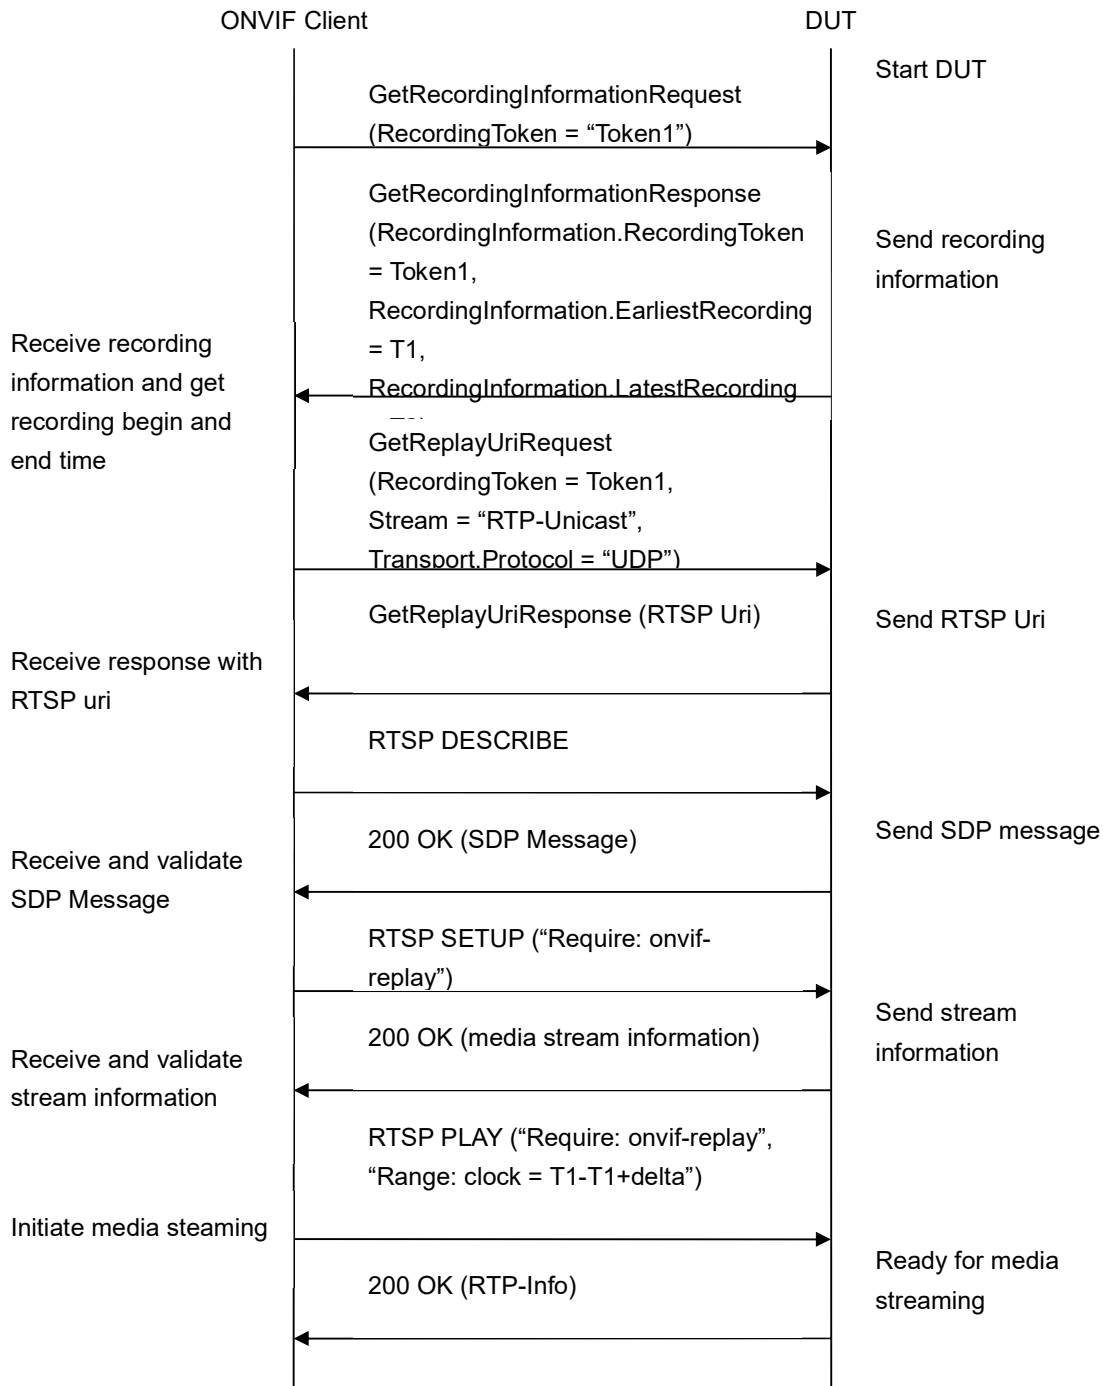 ONVIF Client
DUT
Start DUT
GetRecordingInformationRequest
(RecordingToken = “Token1”)
GetRecordingInformationResponse
(RecordingInformation.RecordingToken
= Token1,
RecordingInformation.EarliestRecording
= T1,
RecordingInformation.LatestRecording
Send recording
information
Receive recording
information and get
recording begin and
end time
GetReplayUriRequest
(RecordingToken = Token1,
Stream = “RTP-Unicast”,
Transport.Protocol = “UDP”)
GetReplayUriResponse (RTSP Uri)
Send RTSP Uri
Receive response with
RTSP uri
RTSP DESCRIBE
200 OK (SDP Message)
Send SDP message
Receive and validate
SDP Message
RTSP SETUP (“Require: onvif-
replay”)
200 OK (media stream information)
Send stream
information
Receive and validate
stream information
RTSP PLAY (“Require: onvif-replay”,
“Range: clock = T1-T1+delta”)
Initiate media steaming
200 OK (RTP-Info)
Ready for media
streaming